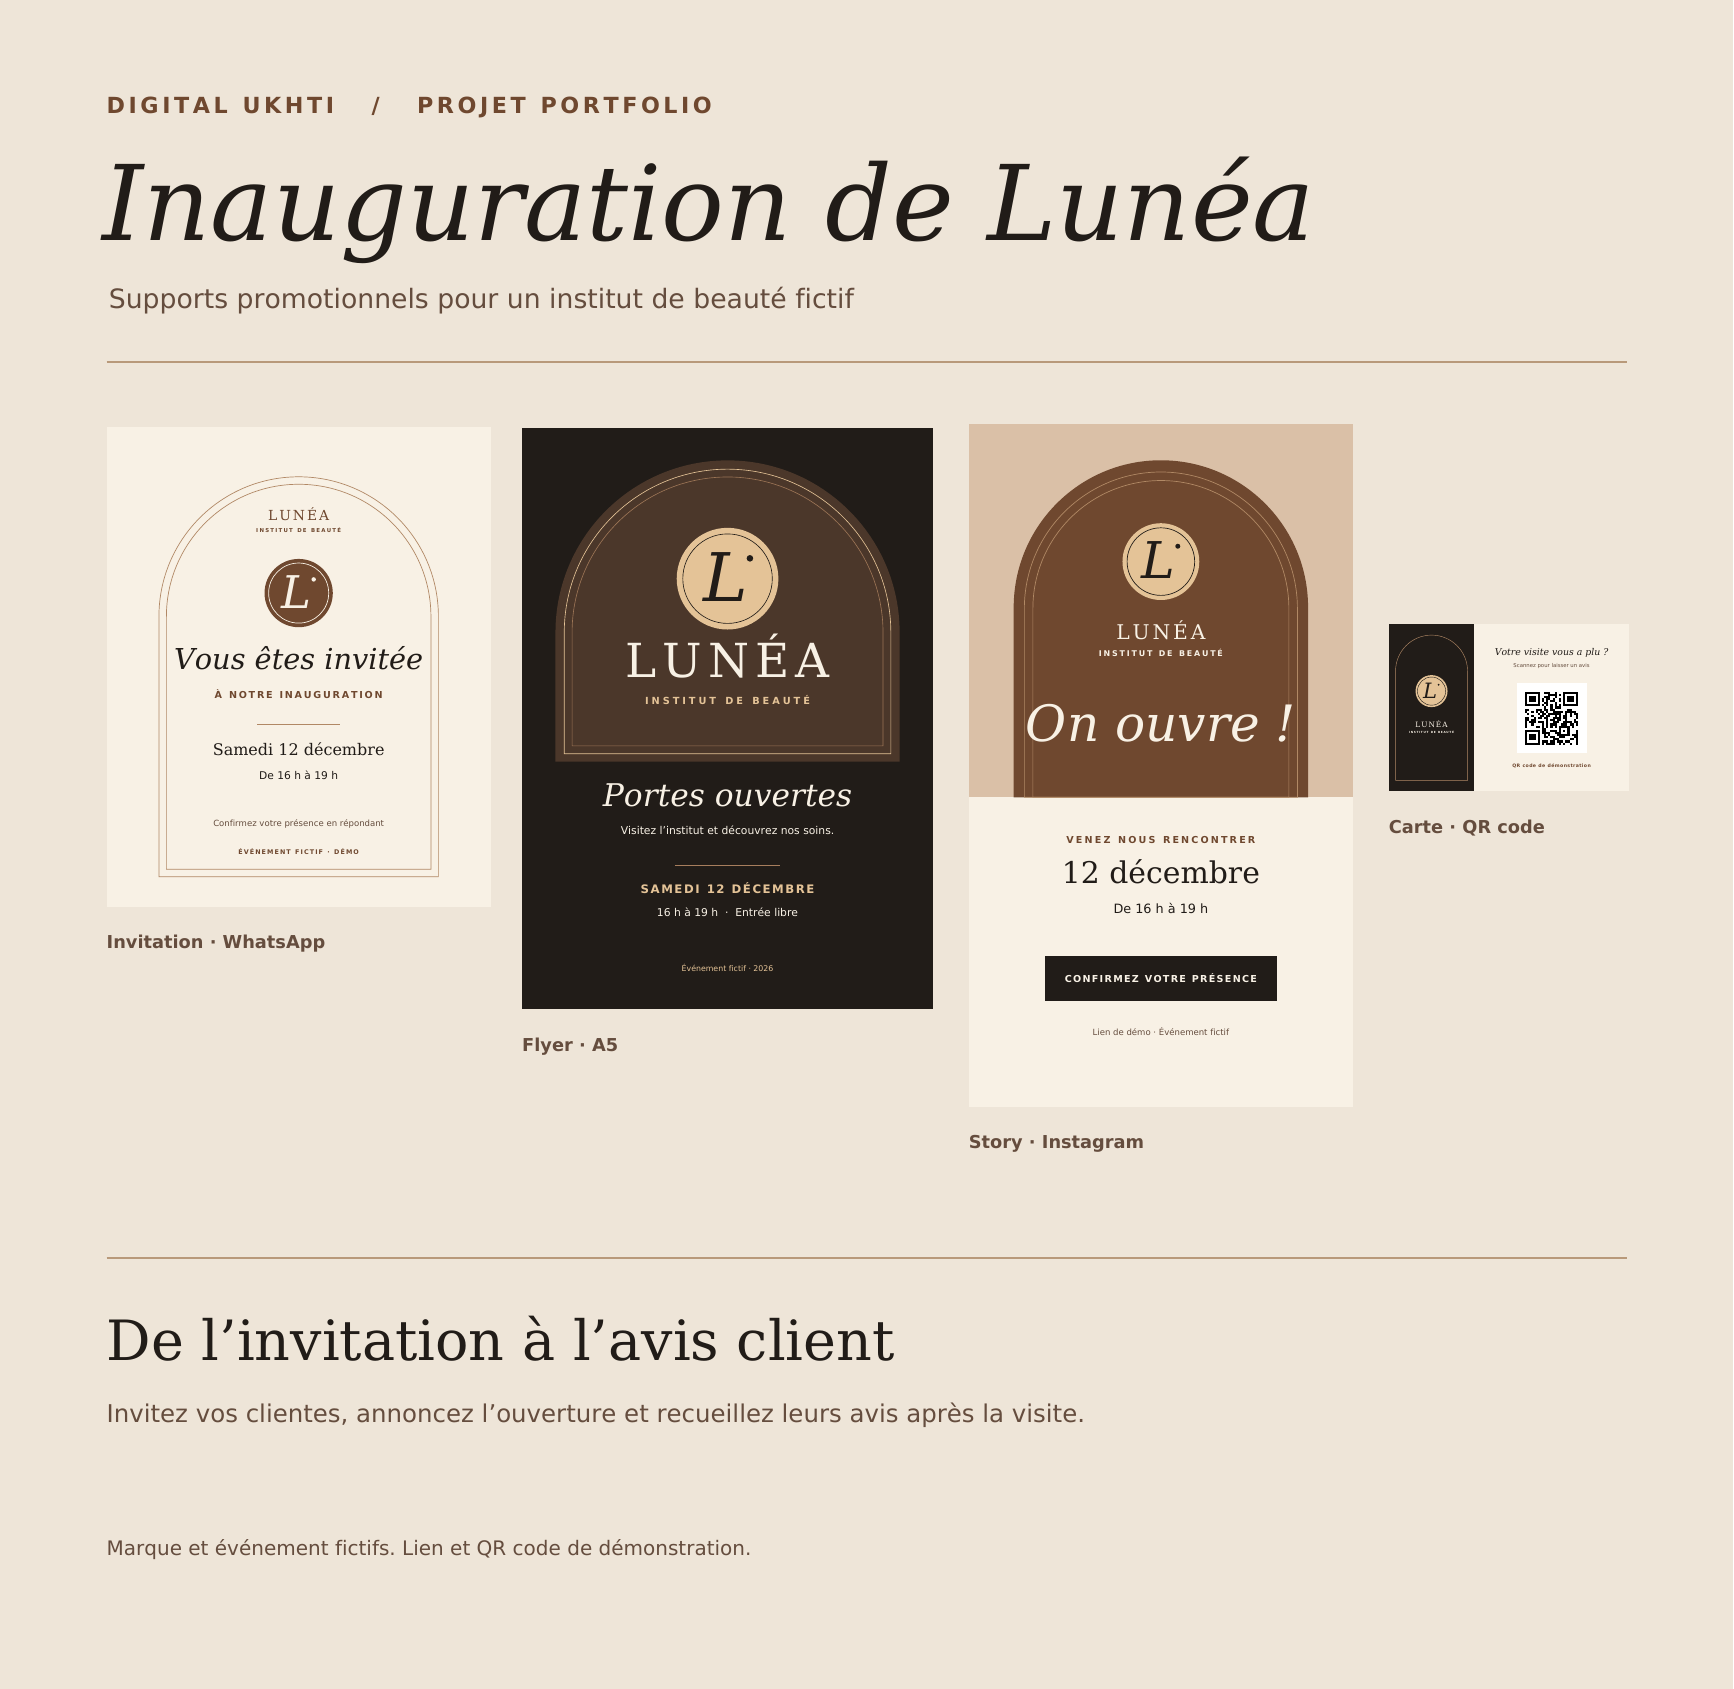 DIGITAL UKHTI / PROJET PORTFOLIO
Inauguration de Lunéa
Supports promotionnels pour un institut de beauté fictif
LUNÉA
INSTITUT DE BEAUTÉ
L
Vous êtes invitée
À NOTRE INAUGURATION
Samedi 12 décembre
De 16 h à 19 h
Confirmez votre présence en répondant
ÉVÉNEMENT FICTIF · DÉMO
Invitation · WhatsApp
L
LUNÉA
INSTITUT DE BEAUTÉ
Portes ouvertes
Visitez l’institut et découvrez nos soins.
SAMEDI 12 DÉCEMBRE
16 h à 19 h · Entrée libre
Événement fictif · 2026
Flyer · A5
L
LUNÉA
INSTITUT DE BEAUTÉ
On ouvre !
VENEZ NOUS RENCONTRER
12 décembre
De 16 h à 19 h
CONFIRMEZ VOTRE PRÉSENCE
Lien de démo · Événement fictif
Story · Instagram
L
LUNÉA
INSTITUT DE BEAUTÉ
Votre visite vous a plu ?
Scannez pour laisser un avis
QR code de démonstration
Carte · QR code
De l’invitation à l’avis client
Invitez vos clientes, annoncez l’ouverture et recueillez leurs avis après la visite.
Marque et événement fictifs. Lien et QR code de démonstration.